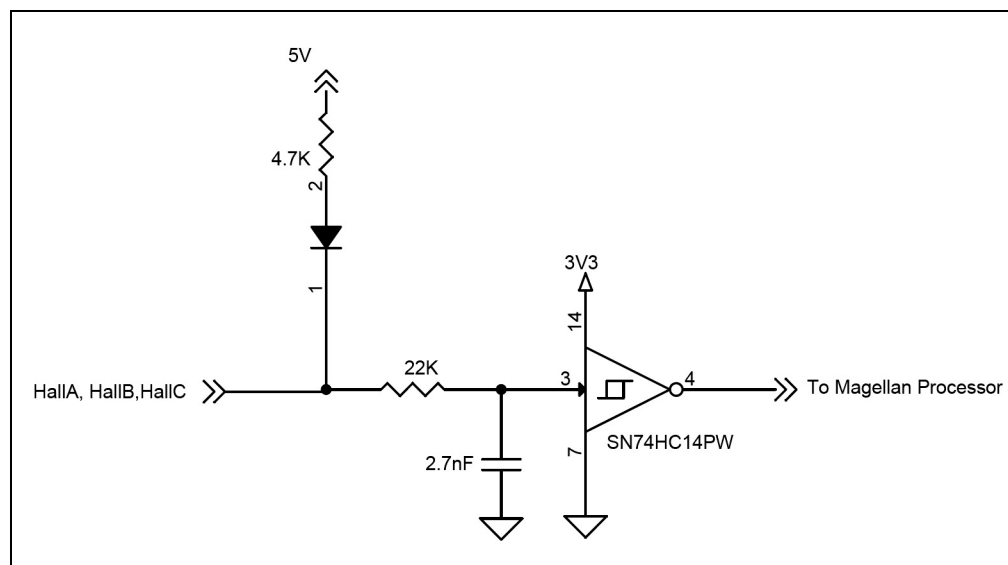 5V
4.7K
2
1
3V3
14
22K
HallA, HallB,HallC
3
4
To Magellan Processor
SN74HC14PW
7
2.7nF